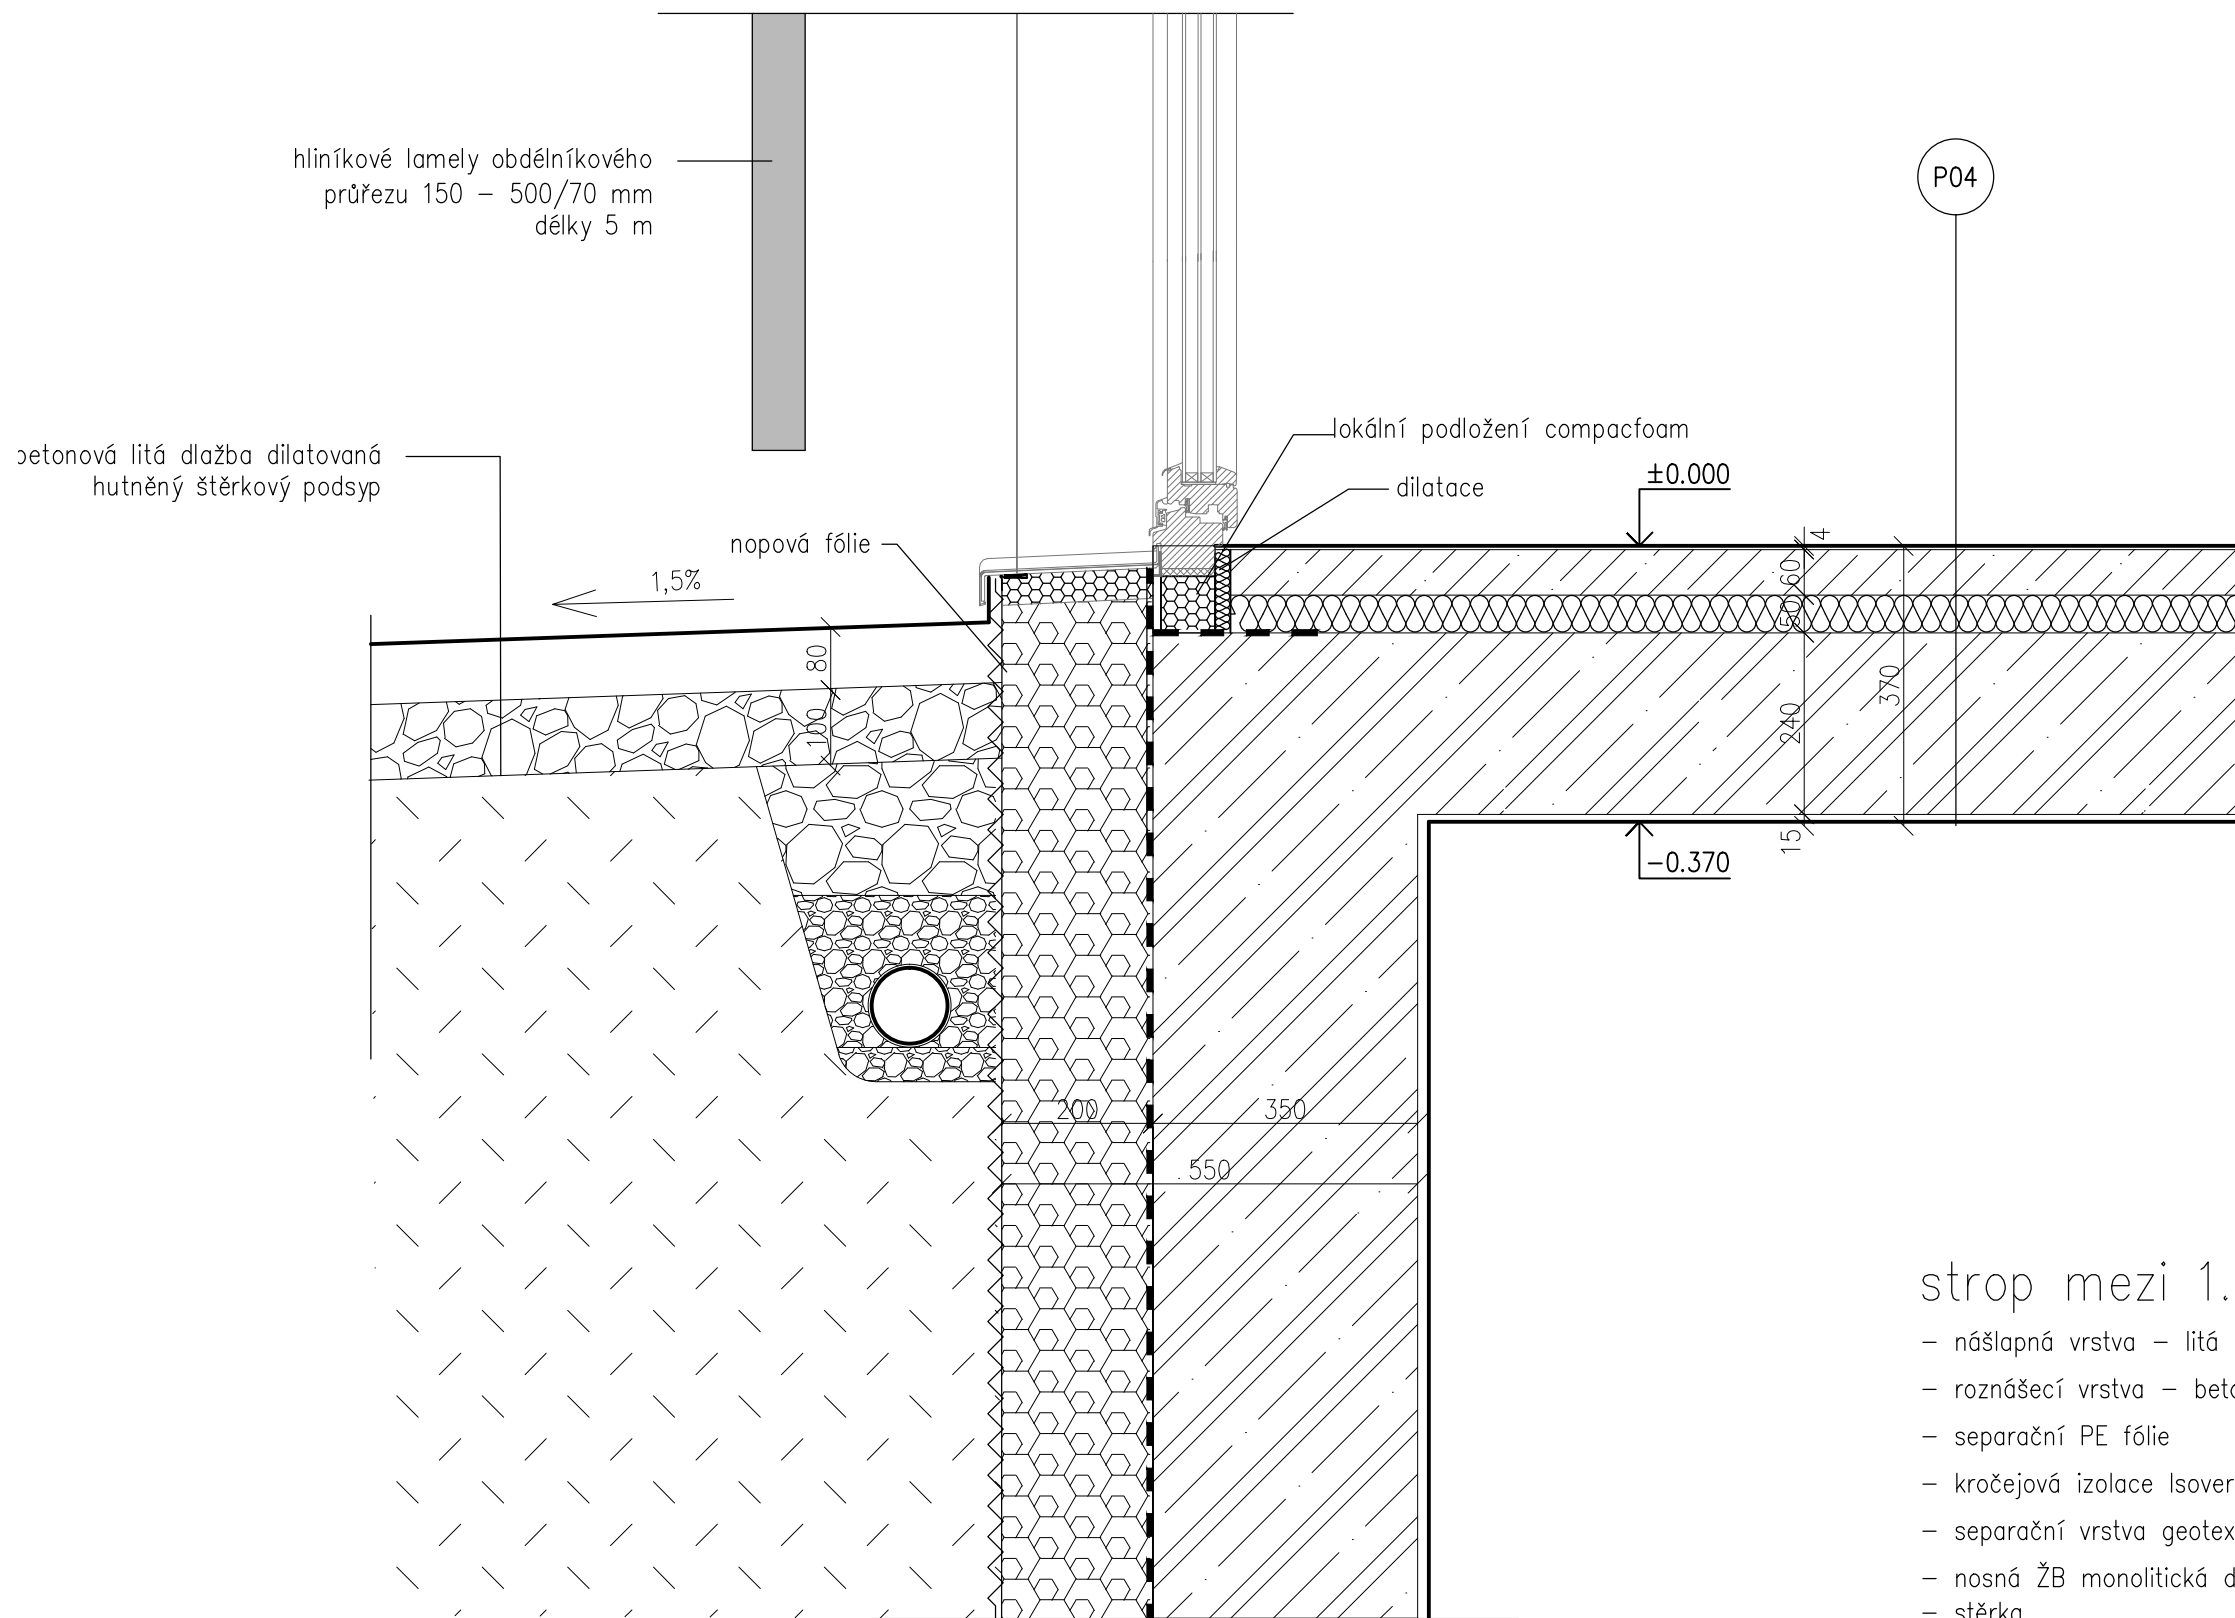 hliníkové lamely obdélníkového
průřezu 150 – 500/70 mm
délky 5 m
P04
betonová litá dlažba dilatovaná
hutněný štěrkový podsyp
lokální podložení compacfoam
±0.000
dilatace
nopová fólie
1,5%
4
60
50
80
100
240
370
15
-0.370
200
350
550
strop mezi 1.
– nášlapná vrstva – litá
– roznášecí vrstva – beto
– separační PE fólie
– kročejová izolace Isover
– separační vrstva geotex
– nosná ŽB monolitická d
– stěrka